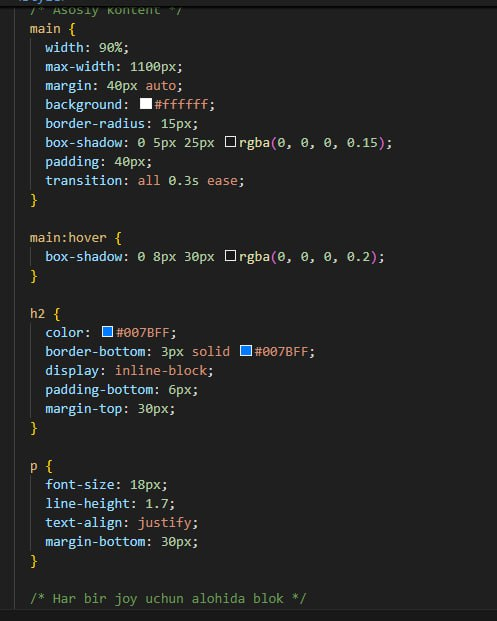 /* Asosiy kontent */
main {
width: 90%;
max-width: 1100px;
margin: 40px auto;
background: #ffffff;
border-radius: 15px;
box-shadow: 0 5px 25px rgba(0, 0, 0, 0.15);
padding: 40px;
transition: all 0.3s ease;
}
main:hover {
box-shadow: 0 8px 30px rgba(0, 0, 0, 0.2);
}
h2 {
color: #007BFF;
border-bottom: 3px solid #007BFF;
display: inline-block;
padding-bottom: 6px;
margin-top: 30px;
}
p {
font-size: 18px;
line-height: 1.7;
text-align: justify;
margin-bottom: 30px;
}
/* Har bir joy uchun alohida blok */